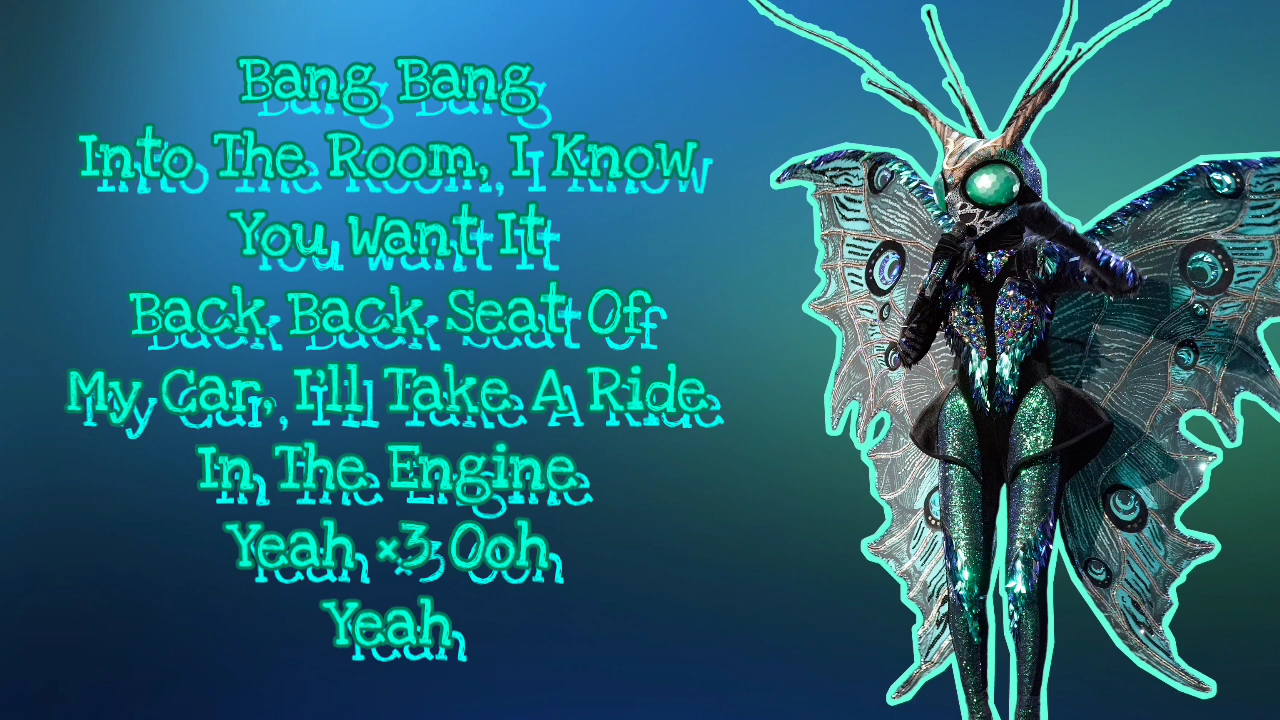 Bang Bang
Into The Room, I Know
You Want It
Back Back Seat Of
My Car, I'll Take A Ride
In The Engine
Yeah ×3 Ooh
Yeah